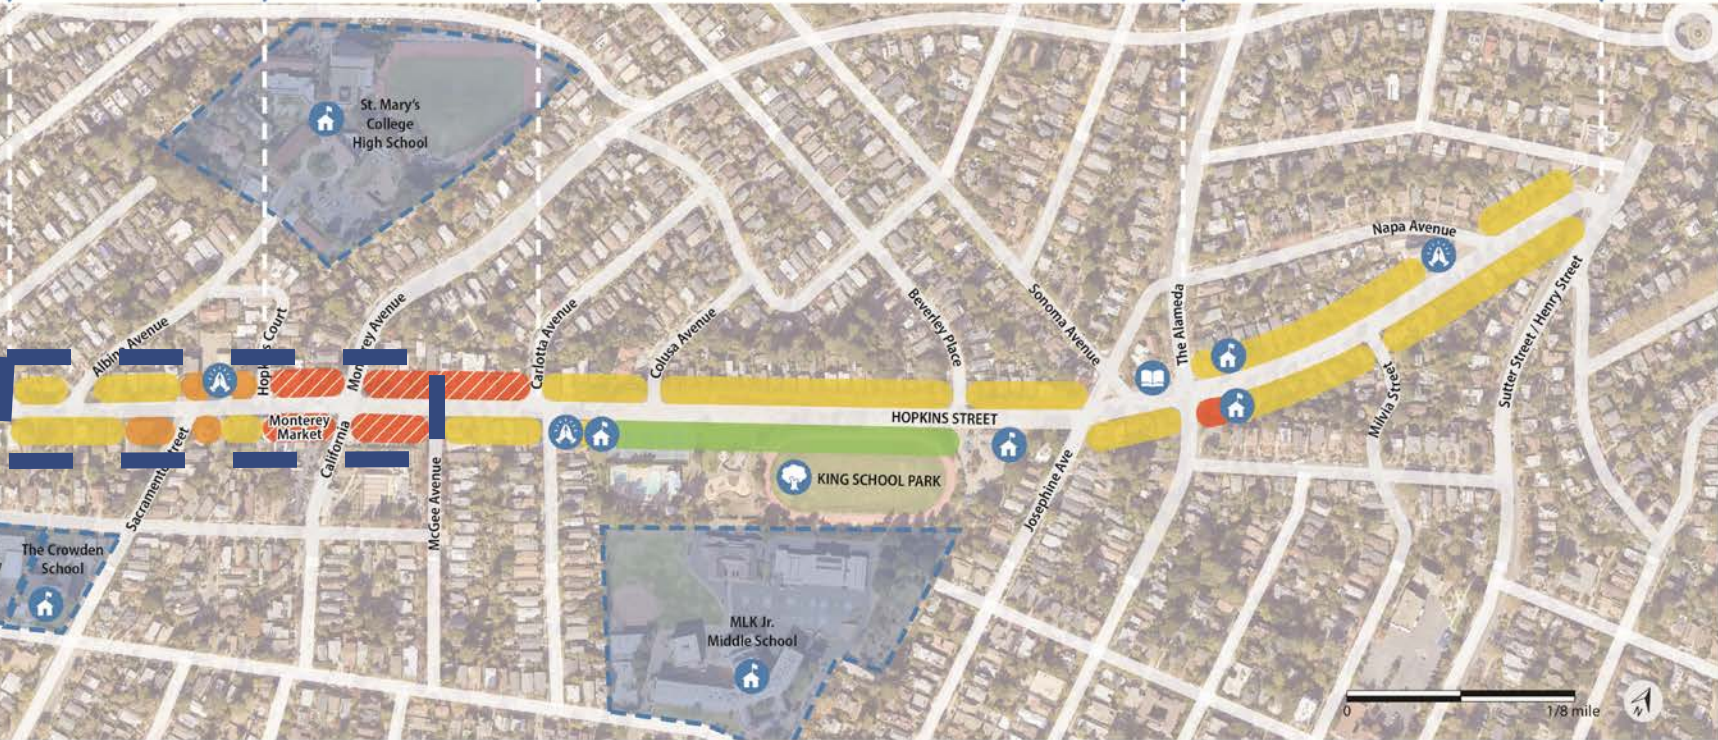 St. Mary's
College
High School
Napa Avenue
Albina Avenue
Court
Avenue
Carlotta Avenue
Colusa Avenue
Beverley Place
Sonoma Avenue
The Alameda
Milvia Street
Sutter Street / Henry Street
HOPKINS STREET
Monterey
Market
Sacramento Street
California
McGee Avenue
Josephine Ave
KING SCHOOL PARK
The Crowden
School
MLK Jr.
Middle School
0
1/8 mile
N